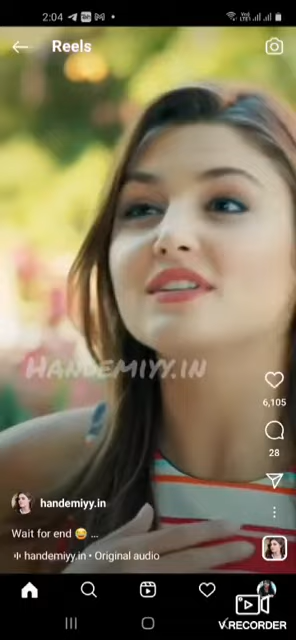 2:04
Reels
HANDEMIYY.IN
6,105
28
handemiyy.in
Wait for end 😂 ...
handemiyy.in • Original audio
V RECORDER